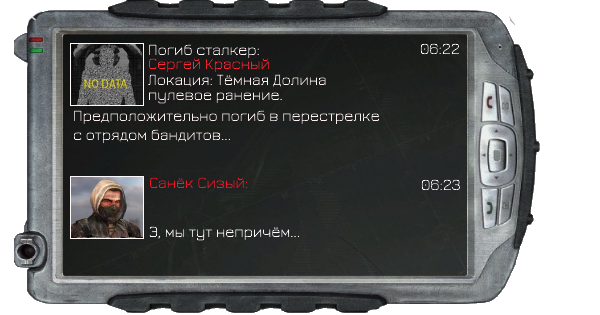 Погиб сталкер:
06:22
Сергей Красный
NO DATA
Локация: Тёмная Долина
пулевое ранение.
Предположительно погиб в перестрелке
с отрядом бандитов...
Санёк Сизый:
06:23
Э, мы тут непричём...